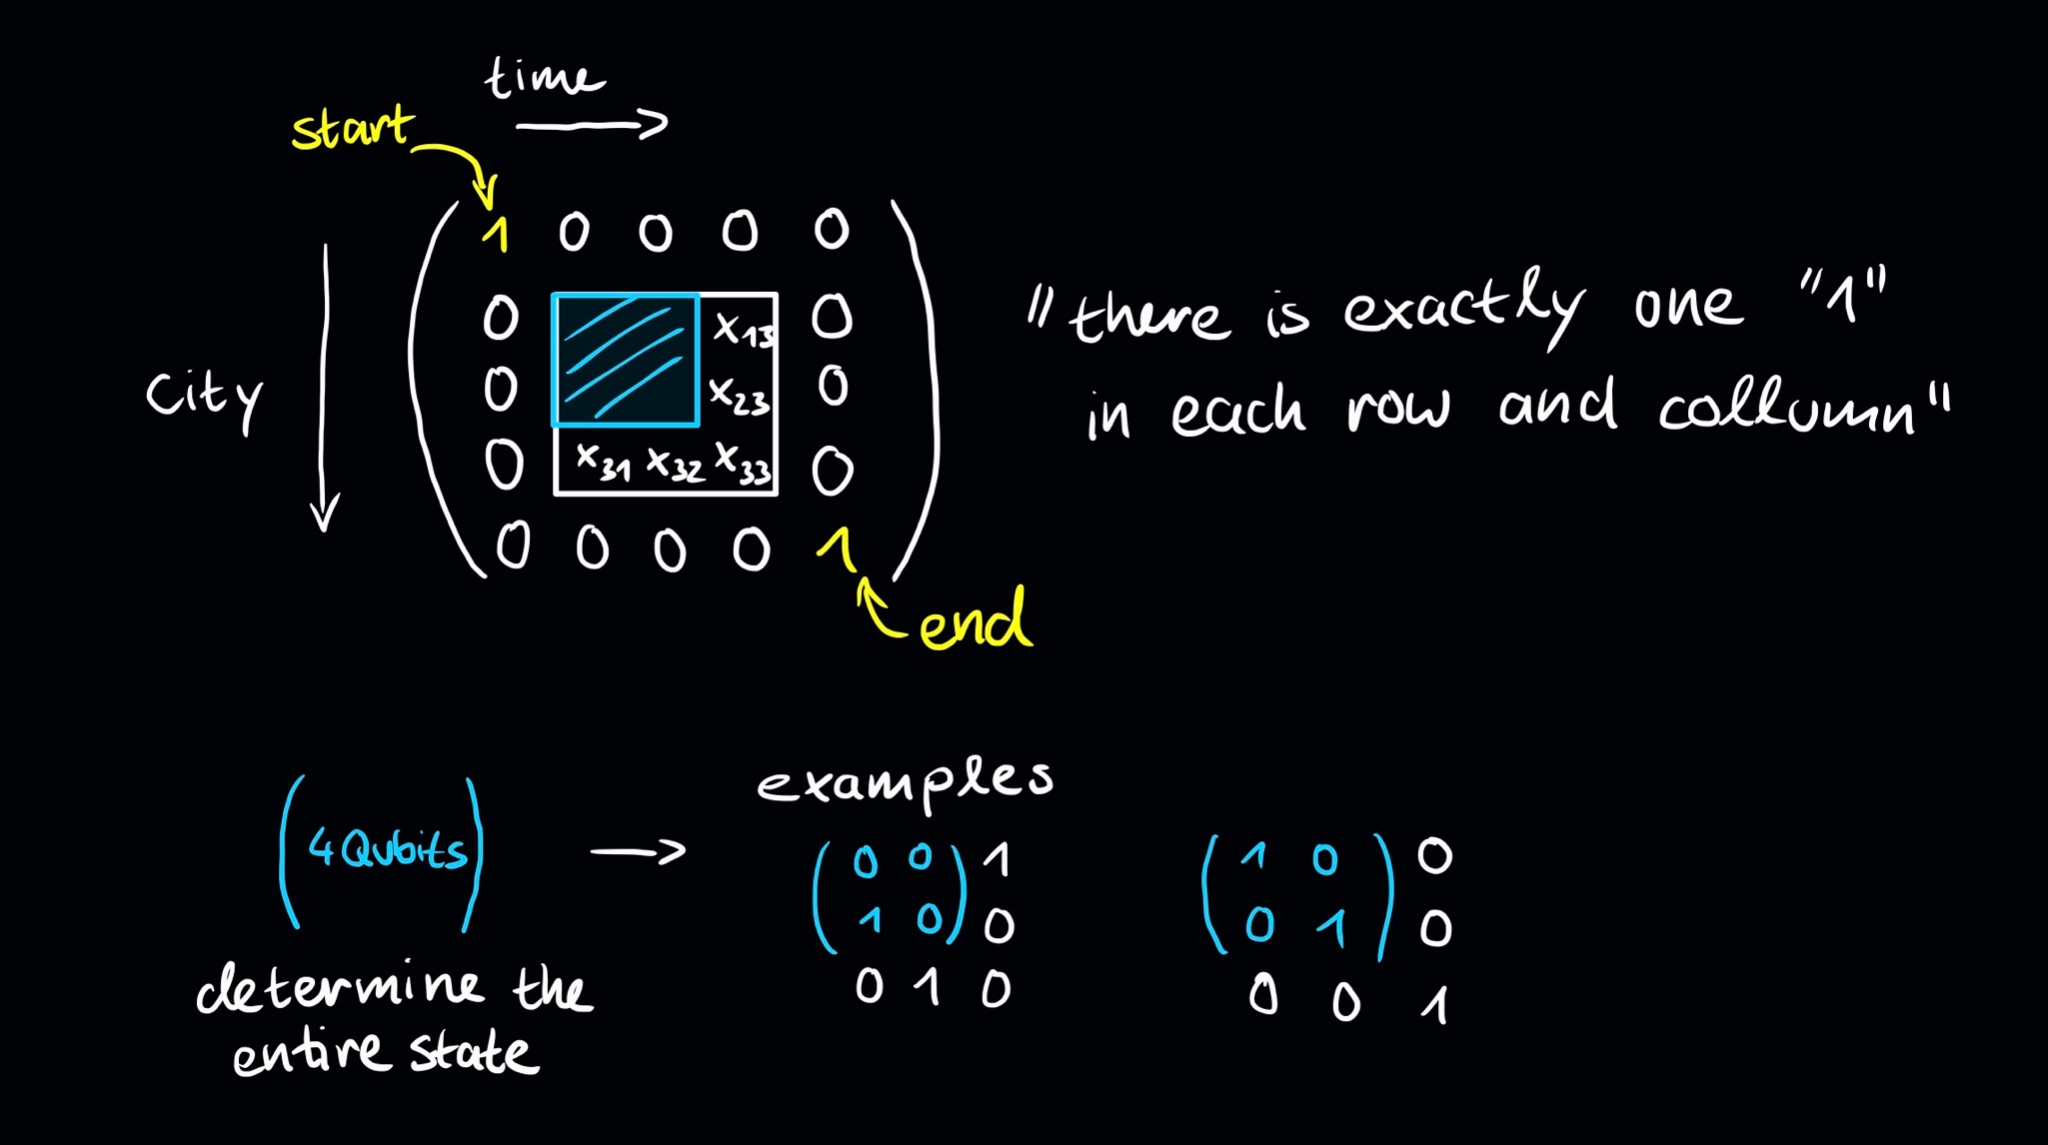 time
start
1 0 0 0 0
0 x₁₃ 0
City 0 x₂₃ 0
0 x₃₁ x₃₂ x₃₃ 0
0 0 0 0 1
end
"there is exactly one "1"
in each row and collumn"
(4Qubits)
determine the
entire state
examples
(0 0) 1
(1 0) 0
0 1 0
(1 0) 0
(0 1) 0
0 0 1